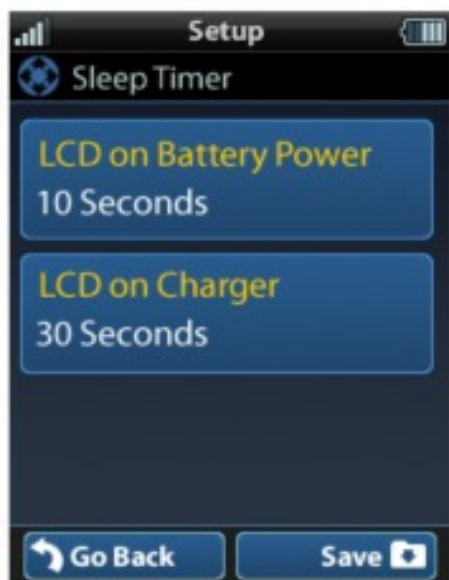 Setup
Sleep Timer
LCD on Battery Power
10 Seconds
LCD on Charger
30 Seconds
Go Back
Save